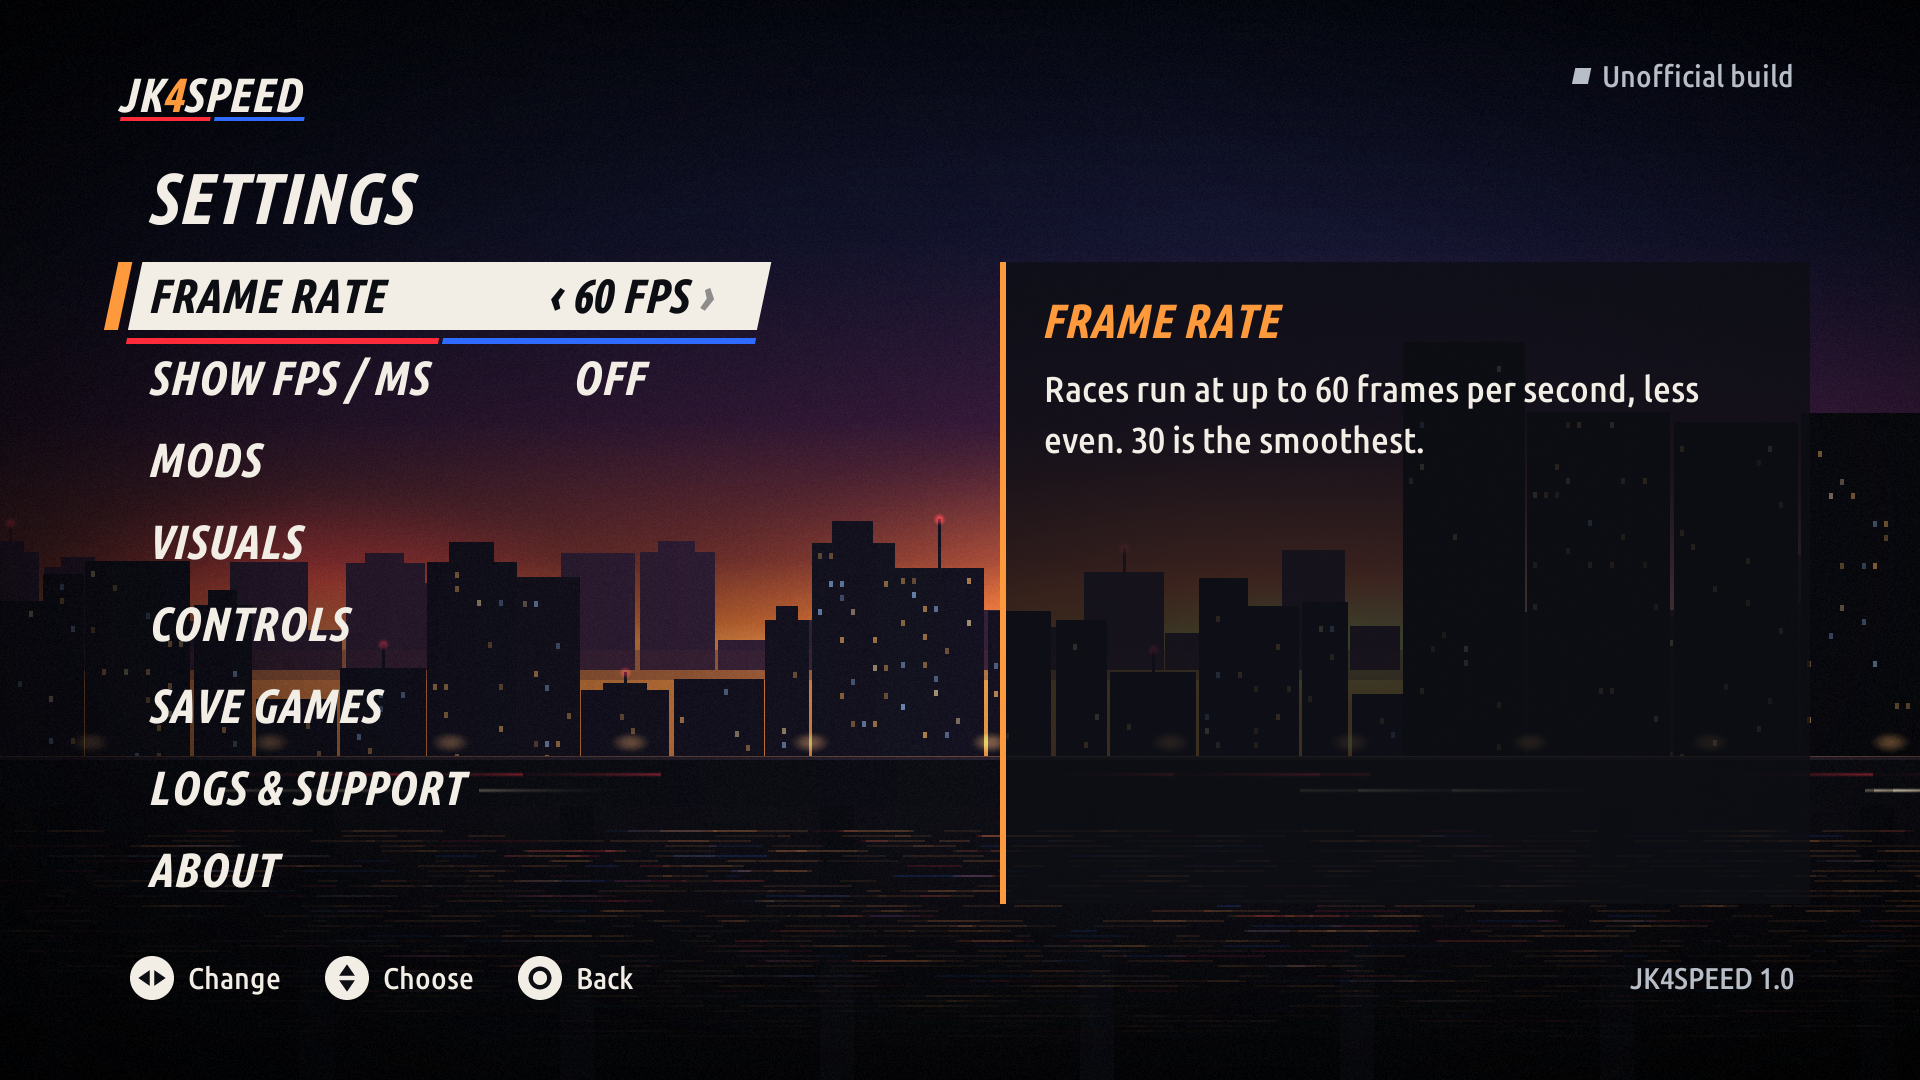 JK4SPEED
Unofficial build
SETTINGS
FRAME RATE ‹ 60 FPS ›
SHOW FPS / MS OFF
MODS
VISUALS
CONTROLS
SAVE GAMES
LOGS & SUPPORT
ABOUT
FRAME RATE
Races run at up to 60 frames per second, less
even. 30 is the smoothest.
Change Choose Back
JK4SPEED 1.0